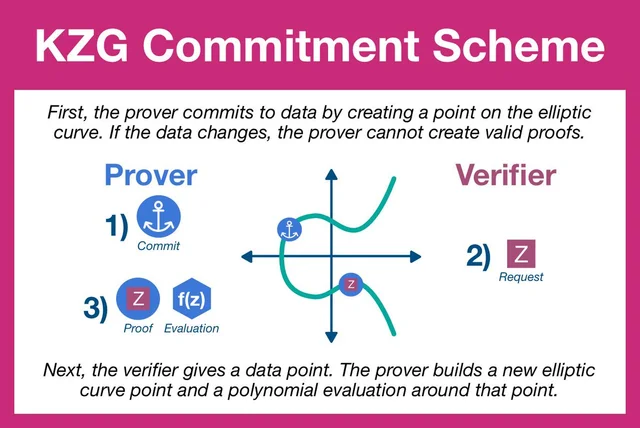 KZG Commitment Scheme
First, the prover commits to data by creating a point on the elliptic
curve. If the data changes, the prover cannot create valid proofs.
Prover
Verifier
1)
Commit
2)
Z
Request
3)
Z
f(z)
Proof
Evaluation
Z
Next, the verifier gives a data point. The prover builds a new elliptic
curve point and a polynomial evaluation around that point.